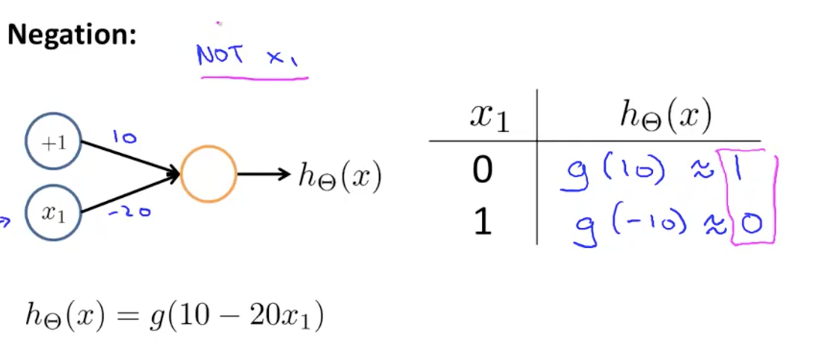 Negation:
NOT x₁
+1
10
x₁
-20
h_Θ(x)
x₁ h_Θ(x)
0 g(10) ≈ 1
1 g(-10) ≈ 0
h_Θ(x) = g(10 − 20x₁)